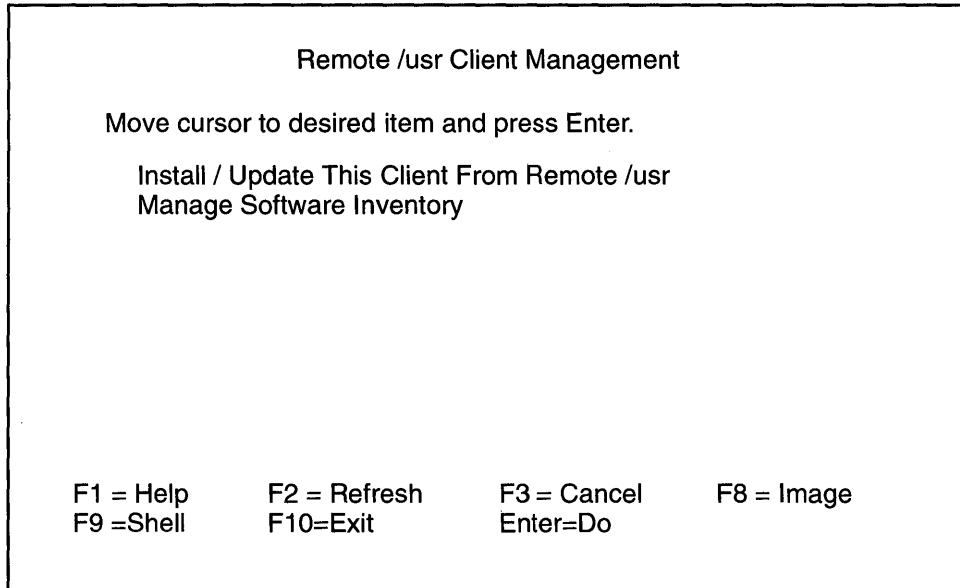 Remote /usr Client Management
Move cursor to desired item and press Enter.
Install / Update This Client From Remote /usr
Manage Software Inventory
F1 = Help F2 = Refresh F3 = Cancel F8 = Image
F9 =Shell F10=Exit Enter=Do